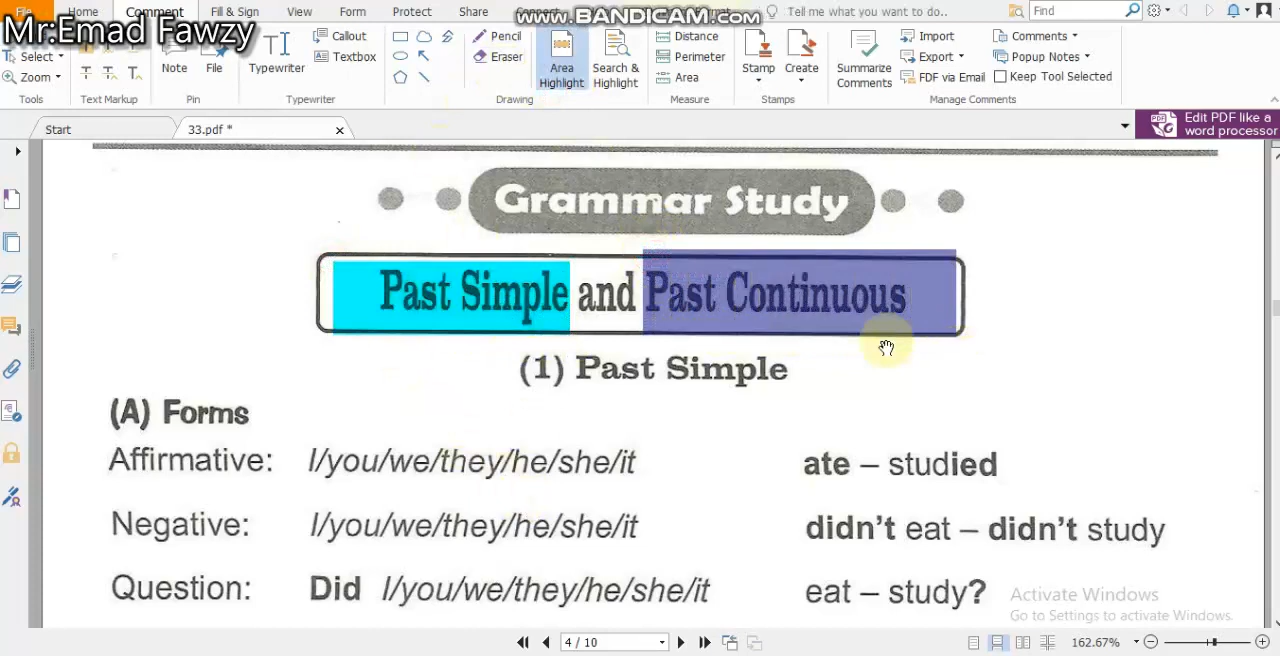 www.BANDICAM.com
File Home Comment Fill & Sign View Form Protect Share Tell me what you want to do.. Find
Mr:Emad Fawzy
Select
Zoom
Tools
Text Markup
Note
File
Pin
Typewriter
Callout
Textbox
Typewriter
Pencil
Eraser
Area Highlight
Search & Highlight
Drawing
Distance
Perimeter
Area
Measure
Stamp
Create
Stamps
Summarize Comments
Import
Export
FDF via Email
Comments
Popup Notes
Keep Tool Selected
Manage Comments
Start
33.pdf *
Edit PDF like a
word processor
Grammar Study
Past Simple and Past Continuous
(1) Past Simple
(A) Forms
Affirmative: I/you/we/they/he/she/it ate – studied
Negative: I/you/we/they/he/she/it didn't eat – didn't study
Question: Did I/you/we/they/he/she/it eat – study?
Activate Windows
Go to Settings to activate Windows.
4 / 10
162.67%